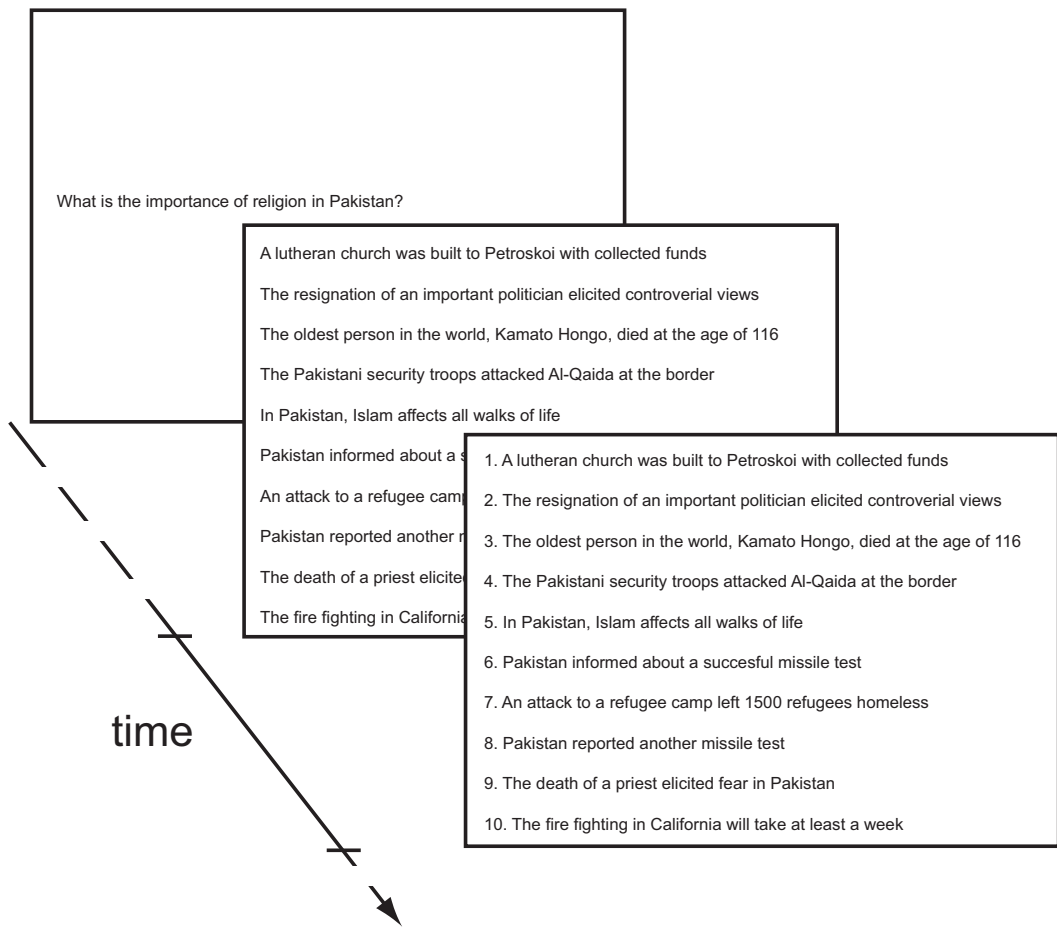 What is the importance of religion in Pakistan?
A lutheran church was built to Petroskoi with collected funds
The resignation of an important politician elicited controverial views
The oldest person in the world, Kamato Hongo, died at the age of 116
The Pakistani security troops attacked Al-Qaida at the border
In Pakistan, Islam affects all walks of life
Pakistan informed about a
An attack to a refugee camp
Pakistan reported another
The death of a priest elicited
The fire fighting in California
1. A lutheran church was built to Petroskoi with collected funds
2. The resignation of an important politician elicited controverial views
3. The oldest person in the world, Kamato Hongo, died at the age of 116
4. The Pakistani security troops attacked Al-Qaida at the border
5. In Pakistan, Islam affects all walks of life
6. Pakistan informed about a succesful missile test
7. An attack to a refugee camp left 1500 refugees homeless
8. Pakistan reported another missile test
9. The death of a priest elicited fear in Pakistan
10. The fire fighting in California will take at least a week
time